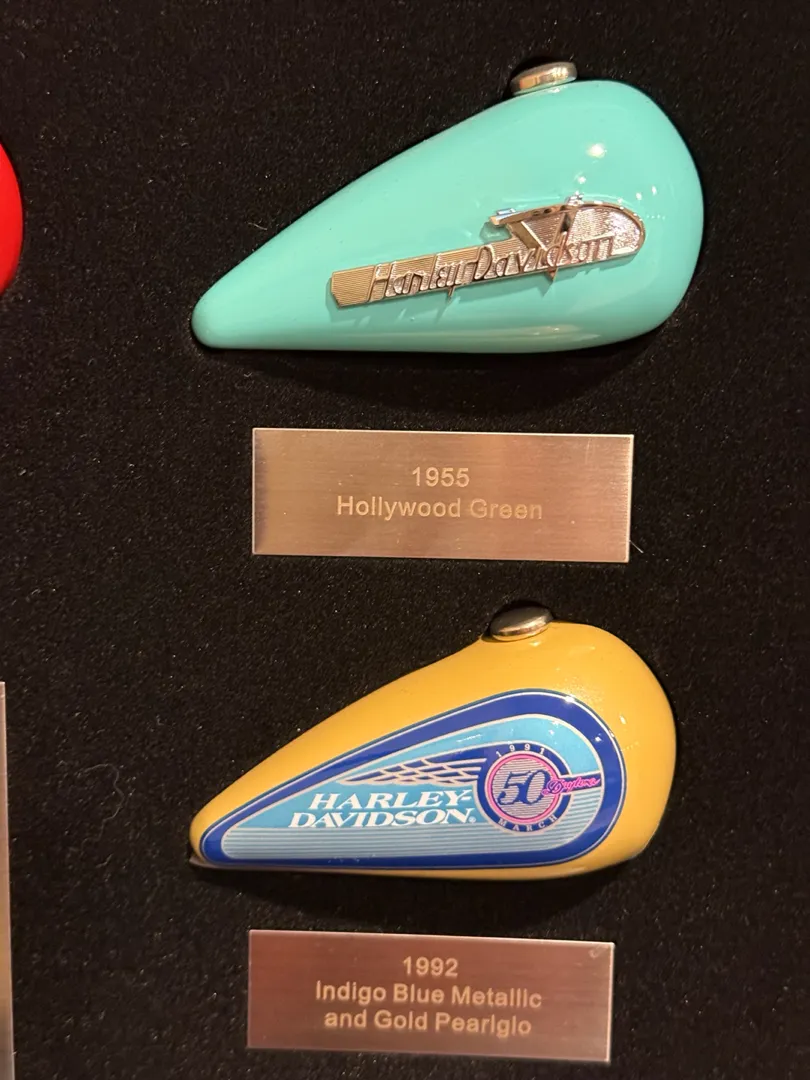 Harley-Davidson
1955
Hollywood Green
1991
50 Daytona
HARLEY-
DAVIDSON®
MARCH
1992
Indigo Blue Metallic
and Gold Pearlglo